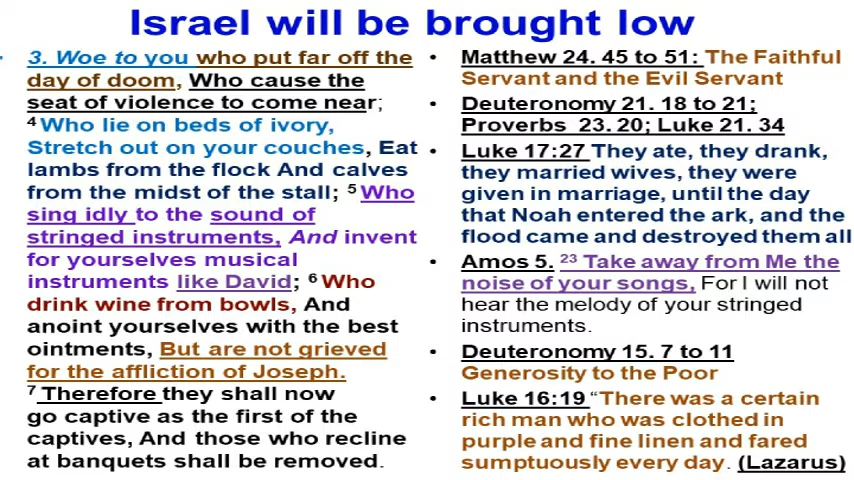 Israel will be brought low
3. Woe to you who put far off the
day of doom, Who cause the
seat of violence to come near;
4 Who lie on beds of ivory,
Stretch out on your couches, Eat
lambs from the flock And calves
from the midst of the stall; 5 Who
sing idly to the sound of
stringed instruments, And invent
for yourselves musical
instruments like David; 6 Who
drink wine from bowls, And
anoint yourselves with the best
ointments, But are not grieved
for the affliction of Joseph.
7 Therefore they shall now
go captive as the first of the
captives, And those who recline
at banquets shall be removed.
• Matthew 24. 45 to 51: The Faithful
Servant and the Evil Servant
• Deuteronomy 21. 18 to 21;
Proverbs 23. 20; Luke 21. 34
• Luke 17:27 They ate, they drank,
they married wives, they were
given in marriage, until the day
that Noah entered the ark, and the
flood came and destroyed them all
• Amos 5. 23 Take away from Me the
noise of your songs, For I will not
hear the melody of your stringed
instruments.
• Deuteronomy 15. 7 to 11
Generosity to the Poor
• Luke 16:19 “There was a certain
rich man who was clothed in
purple and fine linen and fared
sumptuously every day. (Lazarus)